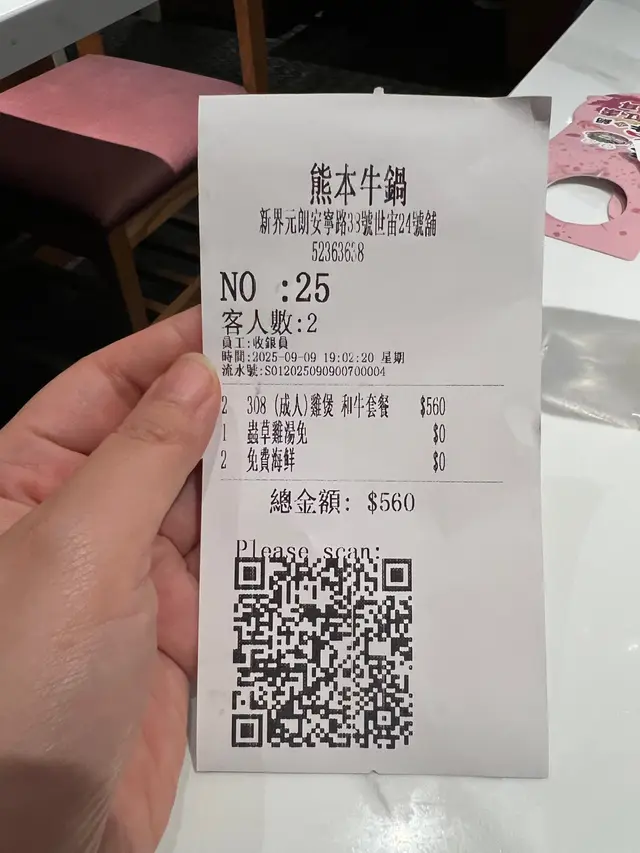 熊本牛鍋
新界元朗安寧路33號世宙24號舖
52363638
NO :25
客人數:2
員工:收銀員
時間:2025-09-09 19:02:20 星期
流水號:S012025090900700004
2 308 (成人)雞煲 和牛套餐 $560
1 蟲草雞湯免 $0
2 免費海鮮 $0
總金額: $560
Please scan: